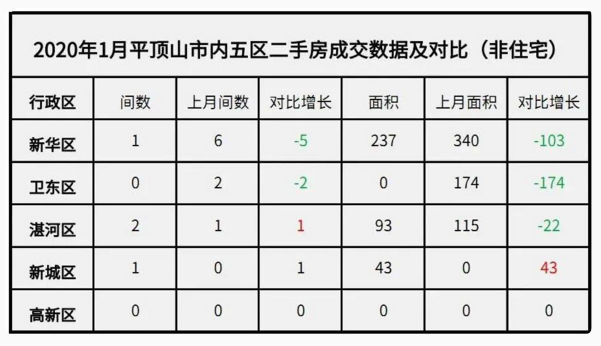 2020年1月平顶山市内五区二手房成交数据及对比（非住宅）
行政区 间数 上月间数 对比增长 面积 上月面积 对比增长
新华区 1 6 -5 237 340 -103
卫东区 0 2 -2 0 174 -174
湛河区 2 1 1 93 115 -22
新城区 1 0 1 43 0 43
高新区 0 0 0 0 0 0